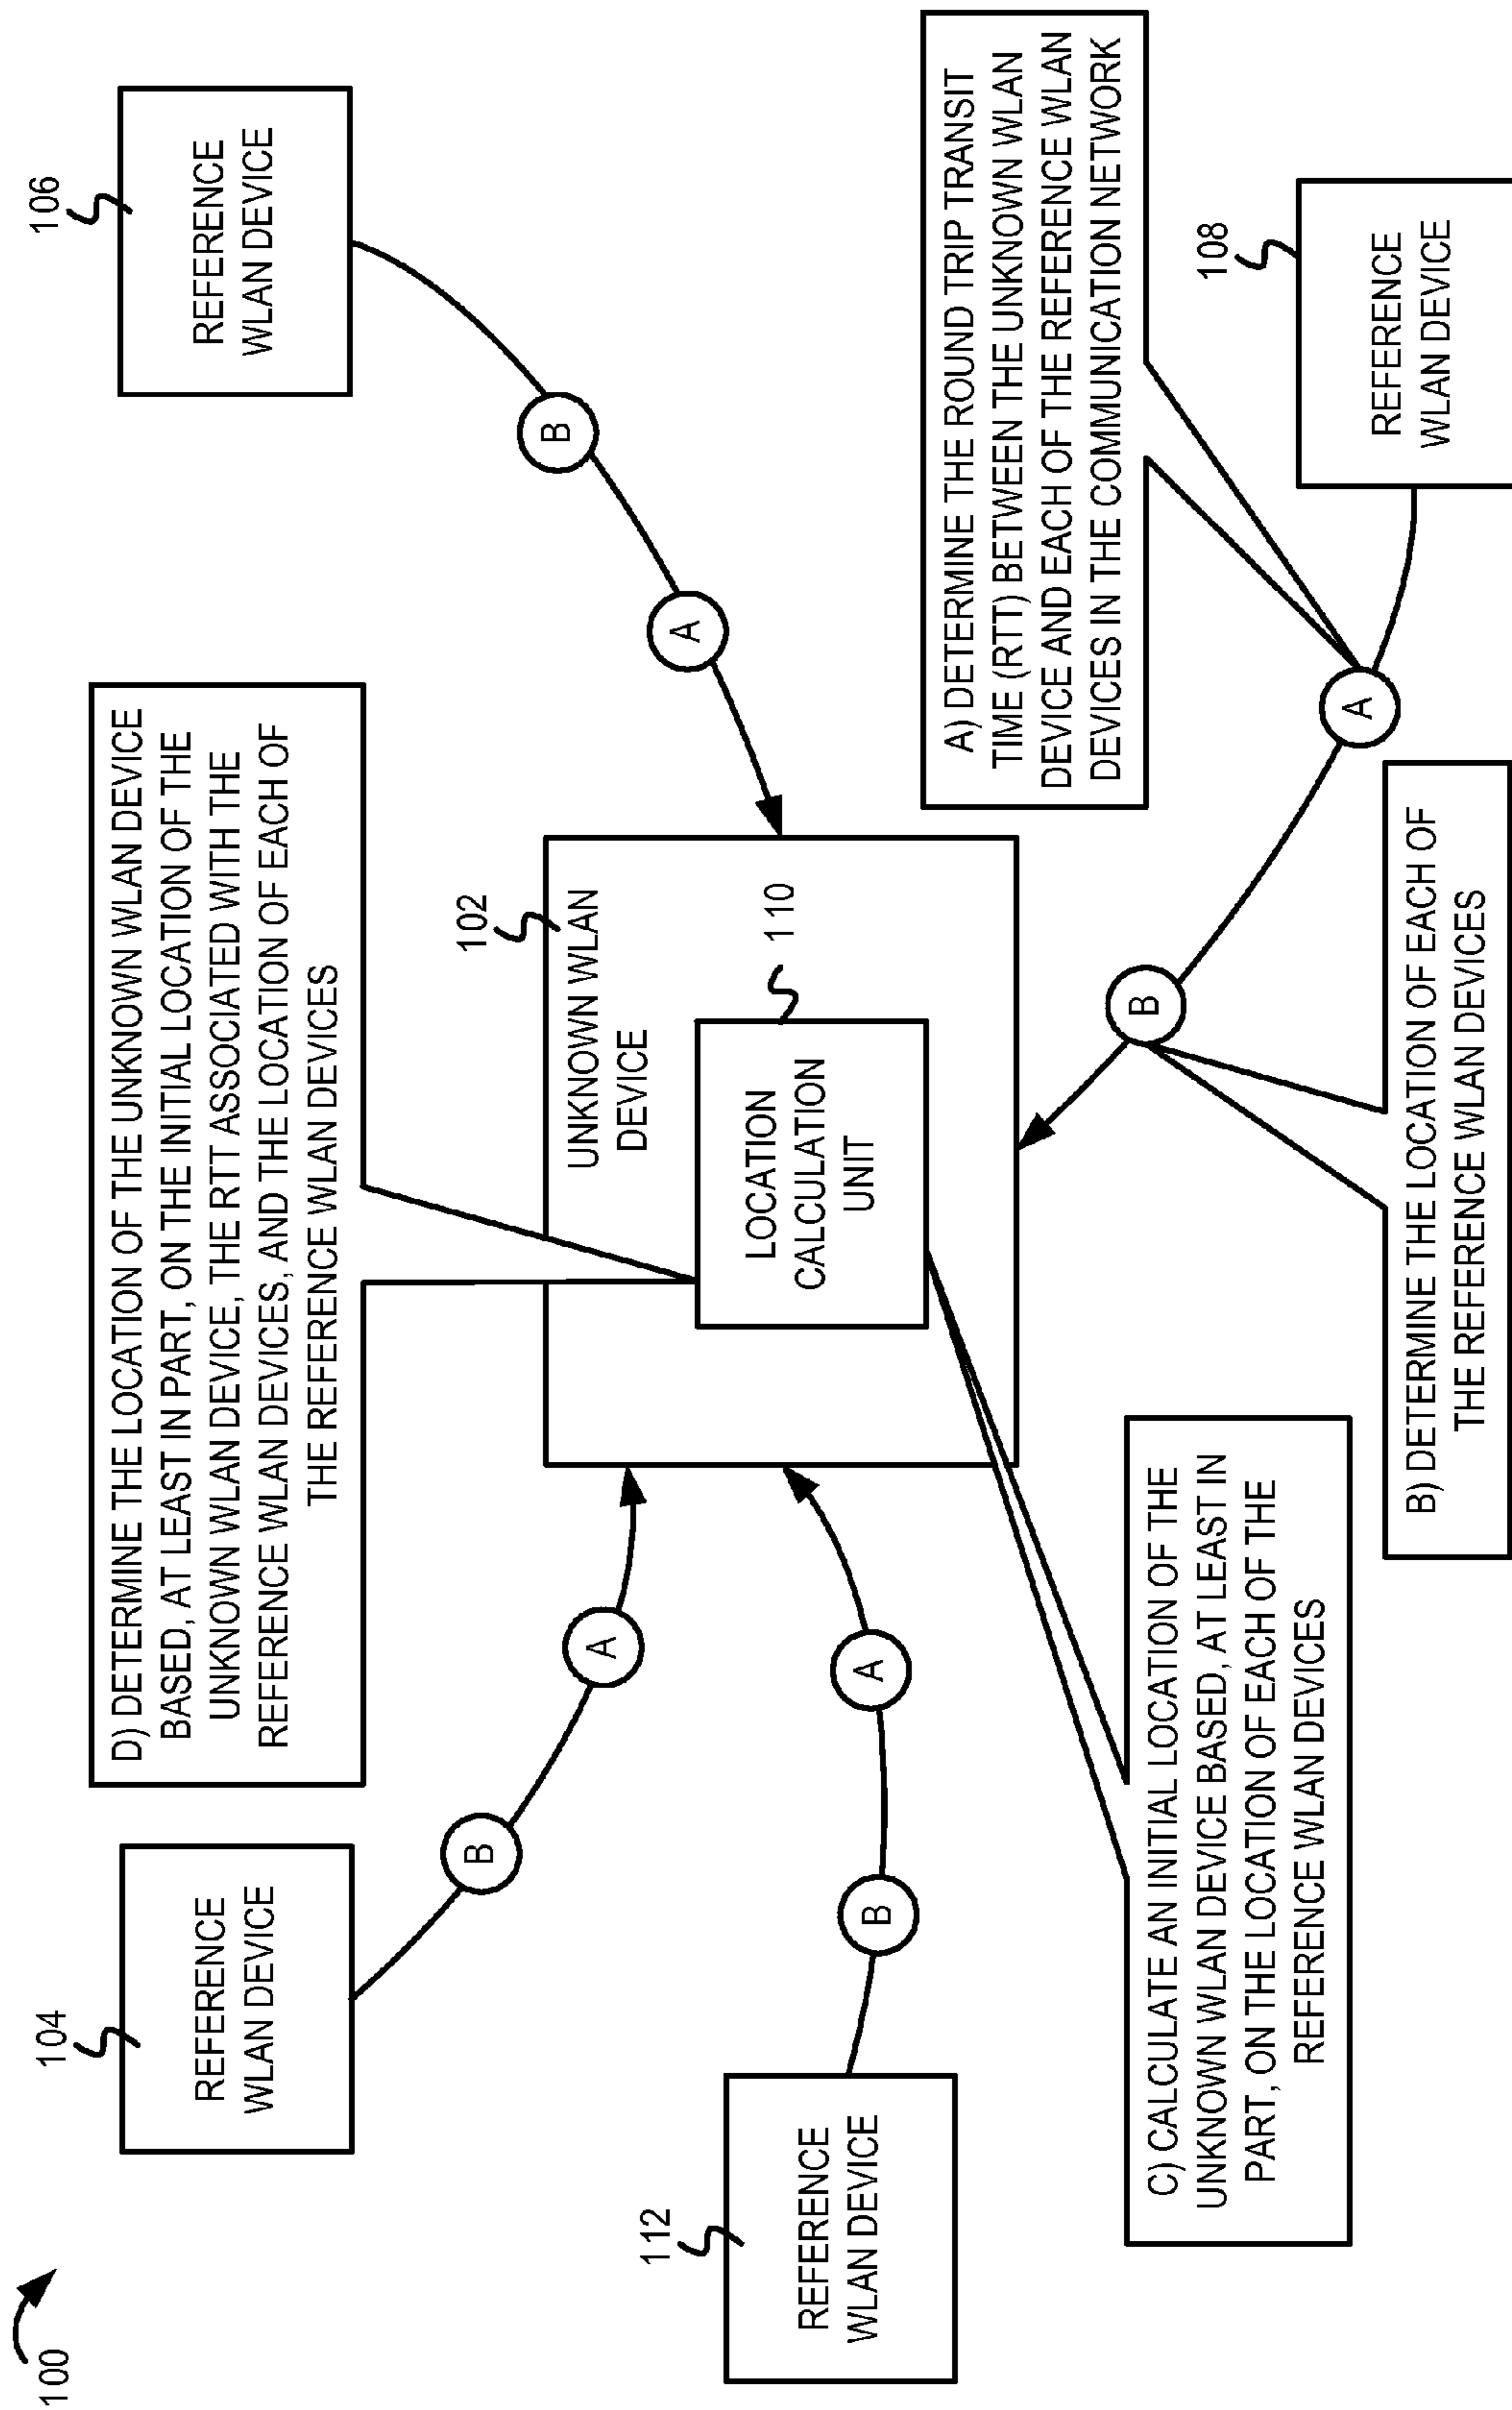 100
104
REFERENCE
WLAN DEVICE
D) DETERMINE THE LOCATION OF THE UNKNOWN WLAN DEVICE
BASED, AT LEAST IN PART, ON THE INITIAL LOCATION OF THE
UNKNOWN WLAN DEVICE, THE RTT ASSOCIATED WITH THE
REFERENCE WLAN DEVICES, AND THE LOCATION OF EACH OF
THE REFERENCE WLAN DEVICES
106
REFERENCE
WLAN DEVICE
B
A
B
A
102
UNKNOWN WLAN
DEVICE
110
LOCATION
CALCULATION
UNIT
112
REFERENCE
WLAN DEVICE
B
A
A) DETERMINE THE ROUND TRIP TRANSIT
TIME (RTT) BETWEEN THE UNKNOWN WLAN
DEVICE AND EACH OF THE REFERENCE WLAN
DEVICES IN THE COMMUNICATION NETWORK
B
A
108
REFERENCE
WLAN DEVICE
C) CALCULATE AN INITIAL LOCATION OF THE
UNKNOWN WLAN DEVICE BASED, AT LEAST IN
PART, ON THE LOCATION OF EACH OF THE
REFERENCE WLAN DEVICES
B) DETERMINE THE LOCATION OF EACH OF
THE REFERENCE WLAN DEVICES